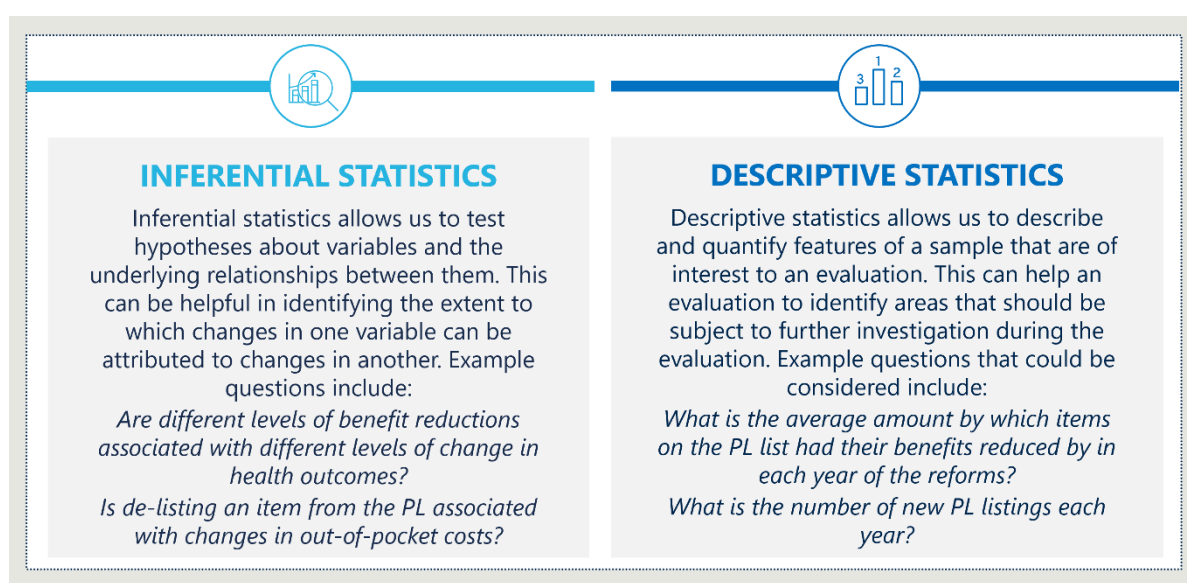 INFERENTIAL STATISTICS
Inferential statistics allows us to test
hypotheses about variables and the
underlying relationships between them. This
can be helpful in identifying the extent to
which changes in one variable can be
attributed to changes in another. Example
questions include:
Are different levels of benefit reductions
associated with different levels of change in
health outcomes?
Is de-listing an item from the PL associated
with changes in out-of-pocket costs?
3 1 2
DESCRIPTIVE STATISTICS
Descriptive statistics allows us to describe
and quantify features of a sample that are of
interest to an evaluation. This can help an
evaluation to identify areas that should be
subject to further investigation during the
evaluation. Example questions that could be
considered include:
What is the average amount by which items
on the PL list had their benefits reduced by in
each year of the reforms?
What is the number of new PL listings each
year?